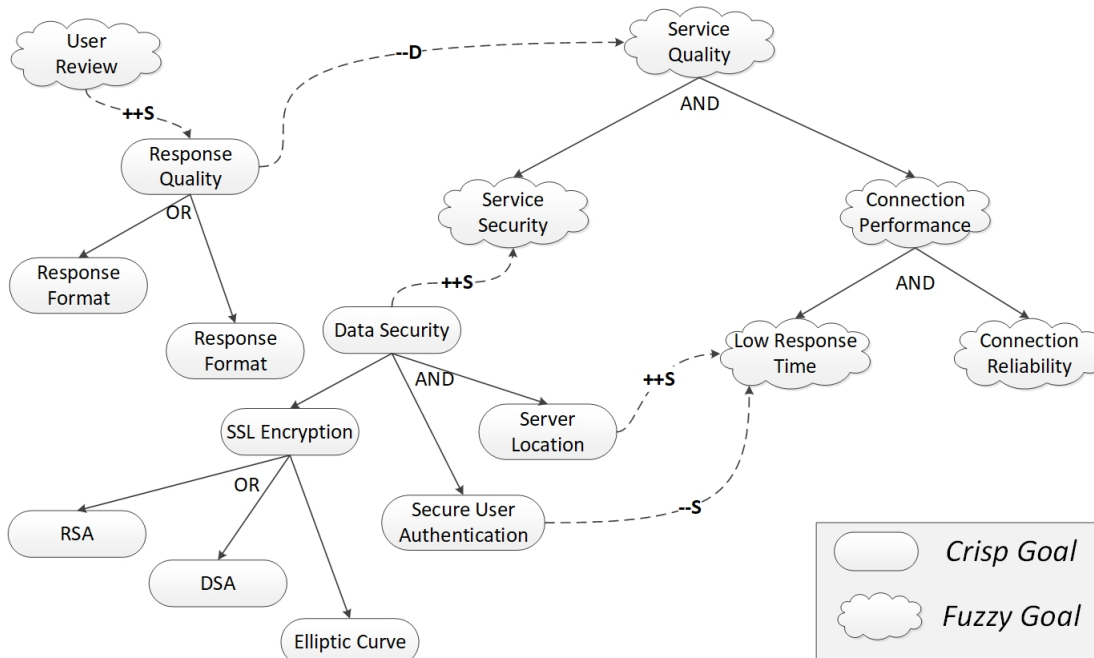 User
Review
++S
--D
Service
Quality
AND
Response
Quality
OR
Service
Security
Connection
Performance
Response
Format
Response
Format
++S
AND
Data Security
Low Response
Time
Connection
Reliability
AND
++S
SSL Encryption
Server
Location
OR
Secure User
Authentication
--S
RSA
DSA
Elliptic Curve
Crisp Goal
Fuzzy Goal